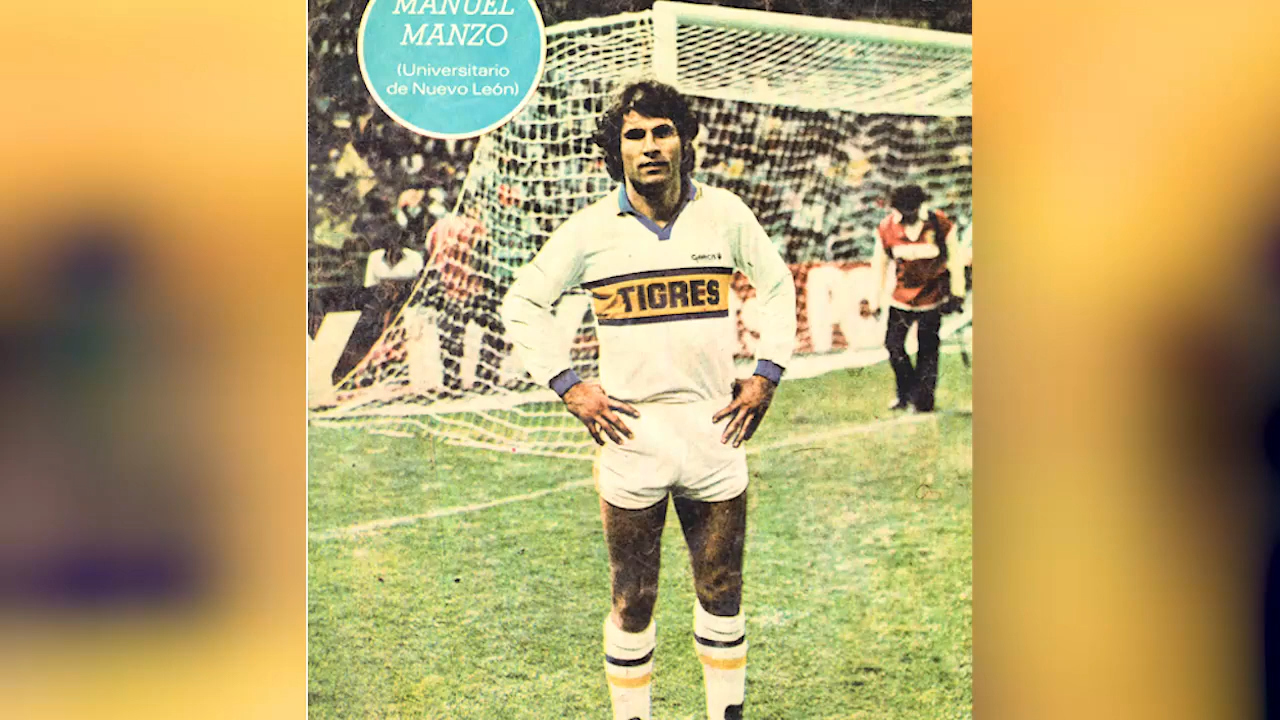 MANUEL
MANZO
(Universitario
de Nuevo León)
TIGRES